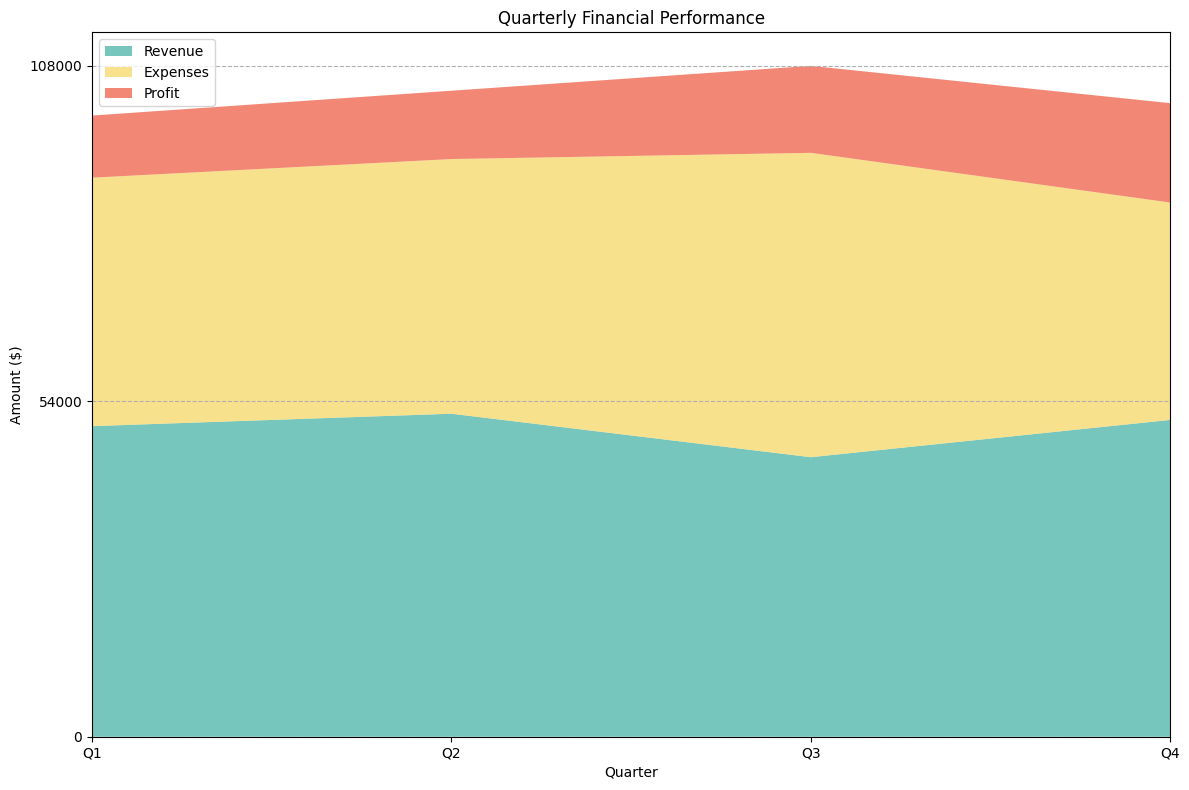 Quarterly Financial Performance
Revenue
Expenses
Profit
108000
54000
0
Amount ($)
Q1 Q2 Q3 Q4
Quarter